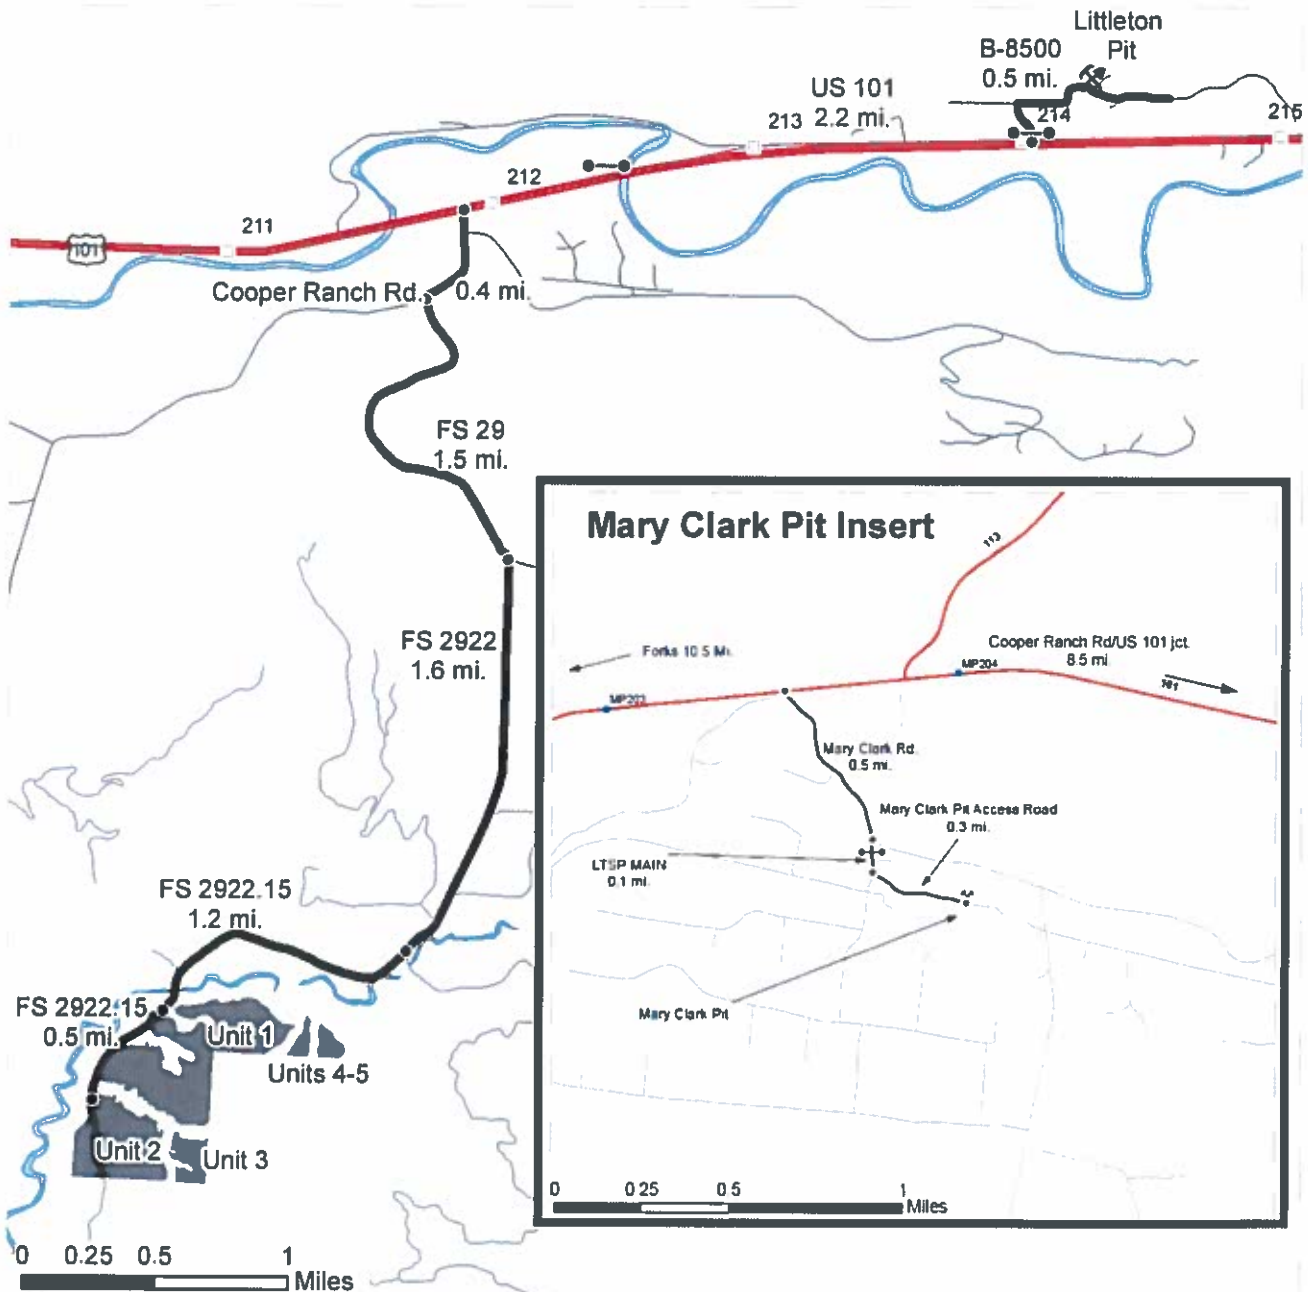 Littleton
Pit
B-8500
0.5 mi.
US 101
2.2 mi.
213
214
215
212
211
101
Cooper Ranch Rd.
0.4 mi.
FS 29
1.5 mi.
FS 2922
1.6 mi.
FS 2922.15
1.2 mi.
FS 2922.15
0.5 mi.
Unit 1
Units 4-5
Unit 2
Unit 3
0 0.25 0.5 1
Miles
Mary Clark Pit Insert
113
Cooper Ranch Rd/US 101 jct.
8.5 mi
Forks 10.5 Mi.
MP204
MP203
101
Mary Clark Rd.
0.5 mi.
Mary Clark Pit Access Road
0.3 mi.
LTSP MAIN
0.1 mi.
Mary Clark Pit
0 0.25 0.5 1
Miles